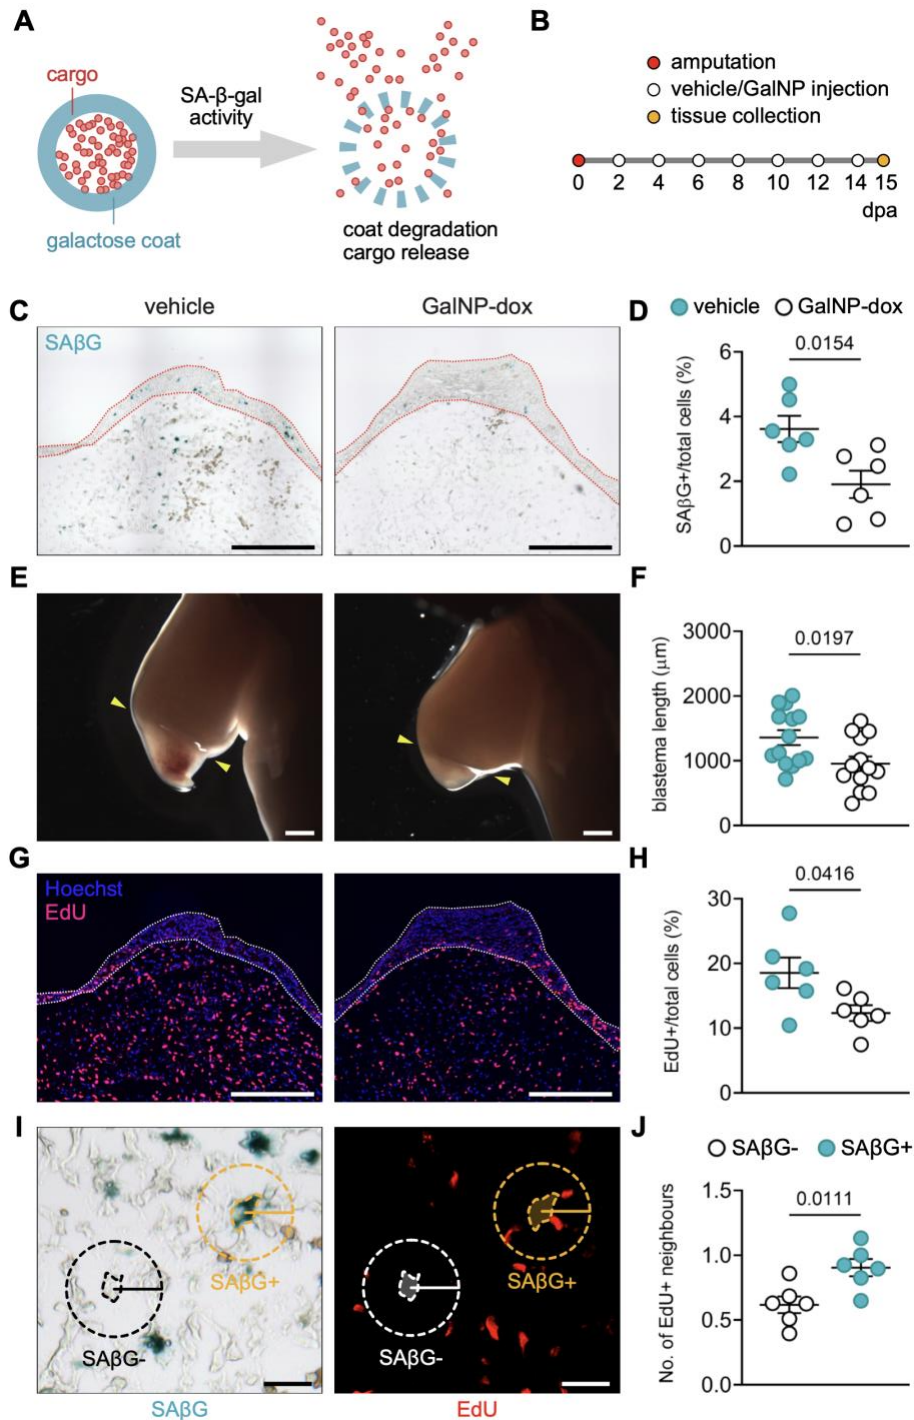 A
cargo
SA-β-gal
activity
galactose coat
coat degradation
cargo release
B
amputation
vehicle/GalNP injection
tissue collection
0 2 4 6 8 10 12 14 15
dpa
C
vehicle
GalNP-dox
SAβG
D
vehicle GalNP-dox
0.0154
SAβG+/total cells (%)
6
4
2
0
E
F
0.0197
blastema length (μm)
3000
2000
1000
0
G
Hoechst
EdU
H
0.0416
EdU+/total cells (%)
30
20
10
0
I
SAβG+
SAβG-
SAβG
SAβG+
SAβG-
EdU
J
SAβG- SAβG+
0.0111
No. of EdU+ neighbours
1.5
1.0
0.5
0.0